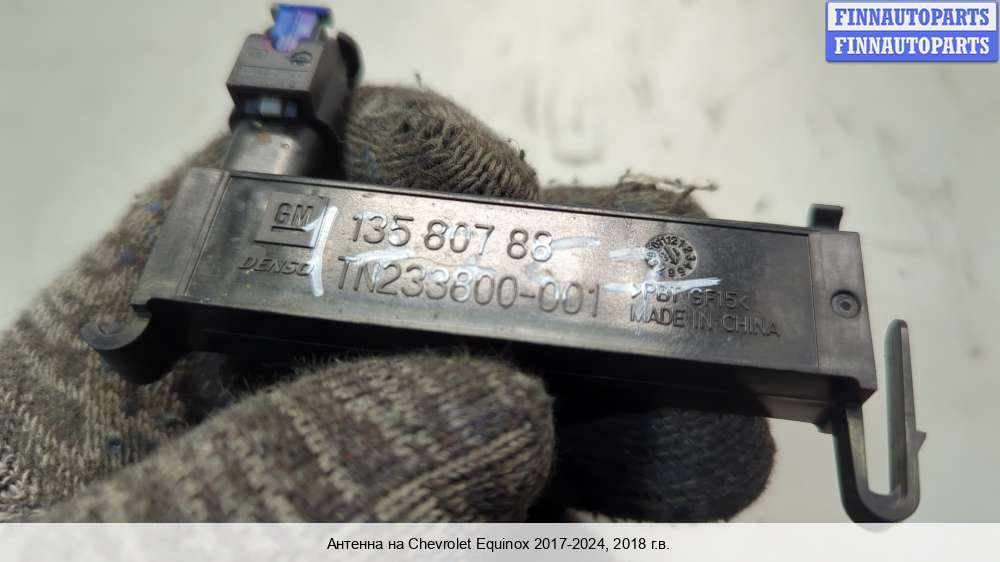 FINNAUTOPARTS
FINNAUTOPARTS
GM
135 807 88
DENSO
TN233800-001
>PBT GF15<
MADE IN CHINA
Антенна на Chevrolet Equinox 2017-2024, 2018 г.в.